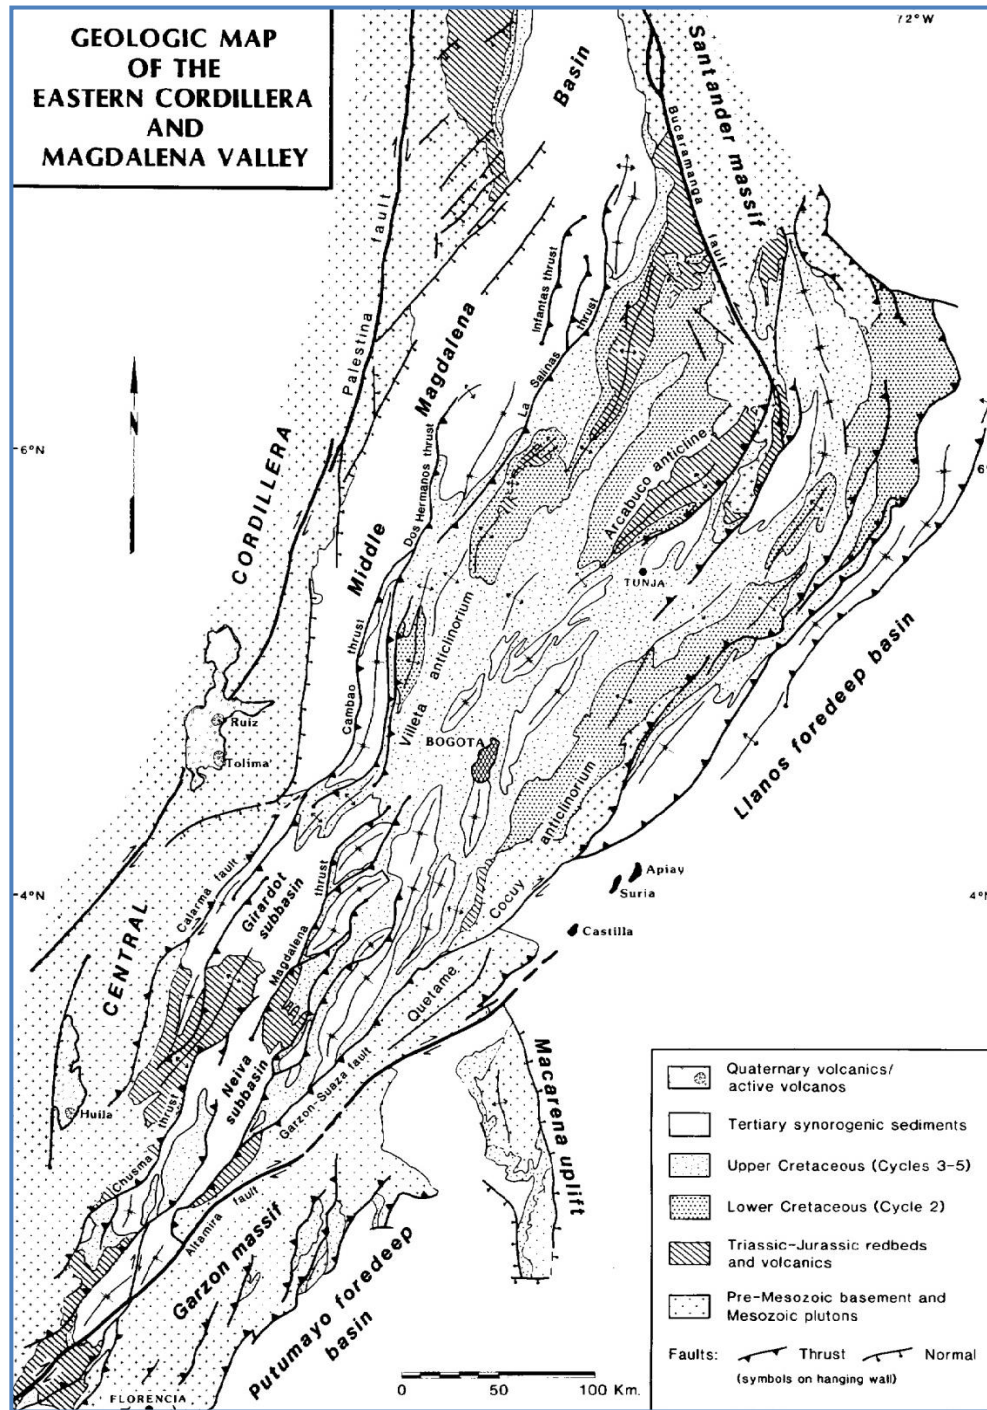 GEOLOGIC MAP
OF THE
EASTERN CORDILLERA
AND
MAGDALENA VALLEY
72°W
Basin
Santander massif
Bucaramanga fault
Palestina fault
Magdalena
Infantas thrust
La Salinas thrust
6°N
6°
CORDILLERA
Dos Hermanos thrust
Arcabuco anticline
Middle
TUNJA
Cambao thrust
Villeta anticlinorium
Ruiz
Tolima
BOGOTA
Llanos foredeep basin
anticlinorium
Cocuy
Apiay
Suria
Castilla
4°N
4°N
Calarma fault
Girardot
subbasin
Magdalena thrust
CENTRAL
Quetame
Neiva
subbasin
Garzon-Suaza fault
Macarena uplift
Huila
Chusma thrust
Altamira fault
Garzon massif
Putumayo foredeep
basin
FLORENCIA
N
0 50 100 Km.
Quaternary volcanics/
active volcanos
Tertiary synorogenic sediments
Upper Cretaceous (Cycles 3-5)
Lower Cretaceous (Cycle 2)
Triassic-Jurassic redbeds
and volcanics
Pre-Mesozoic basement and
Mesozoic plutons
Faults: Thrust Normal
(symbols on hanging wall)